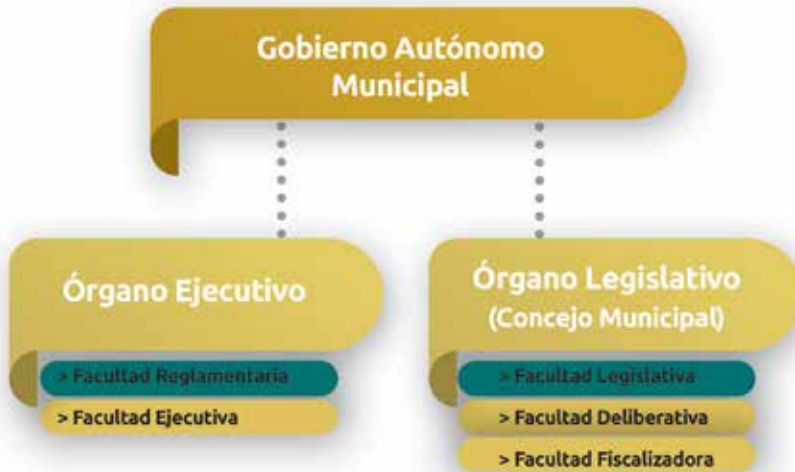 Gobierno Autónomo
Municipal
Órgano Ejecutivo
> Facultad Reglamentaria
> Facultad Ejecutiva
Órgano Legislativo
(Concejo Municipal)
> Facultad Legislativa
> Facultad Deliberativa
> Facultad Fiscalizadora